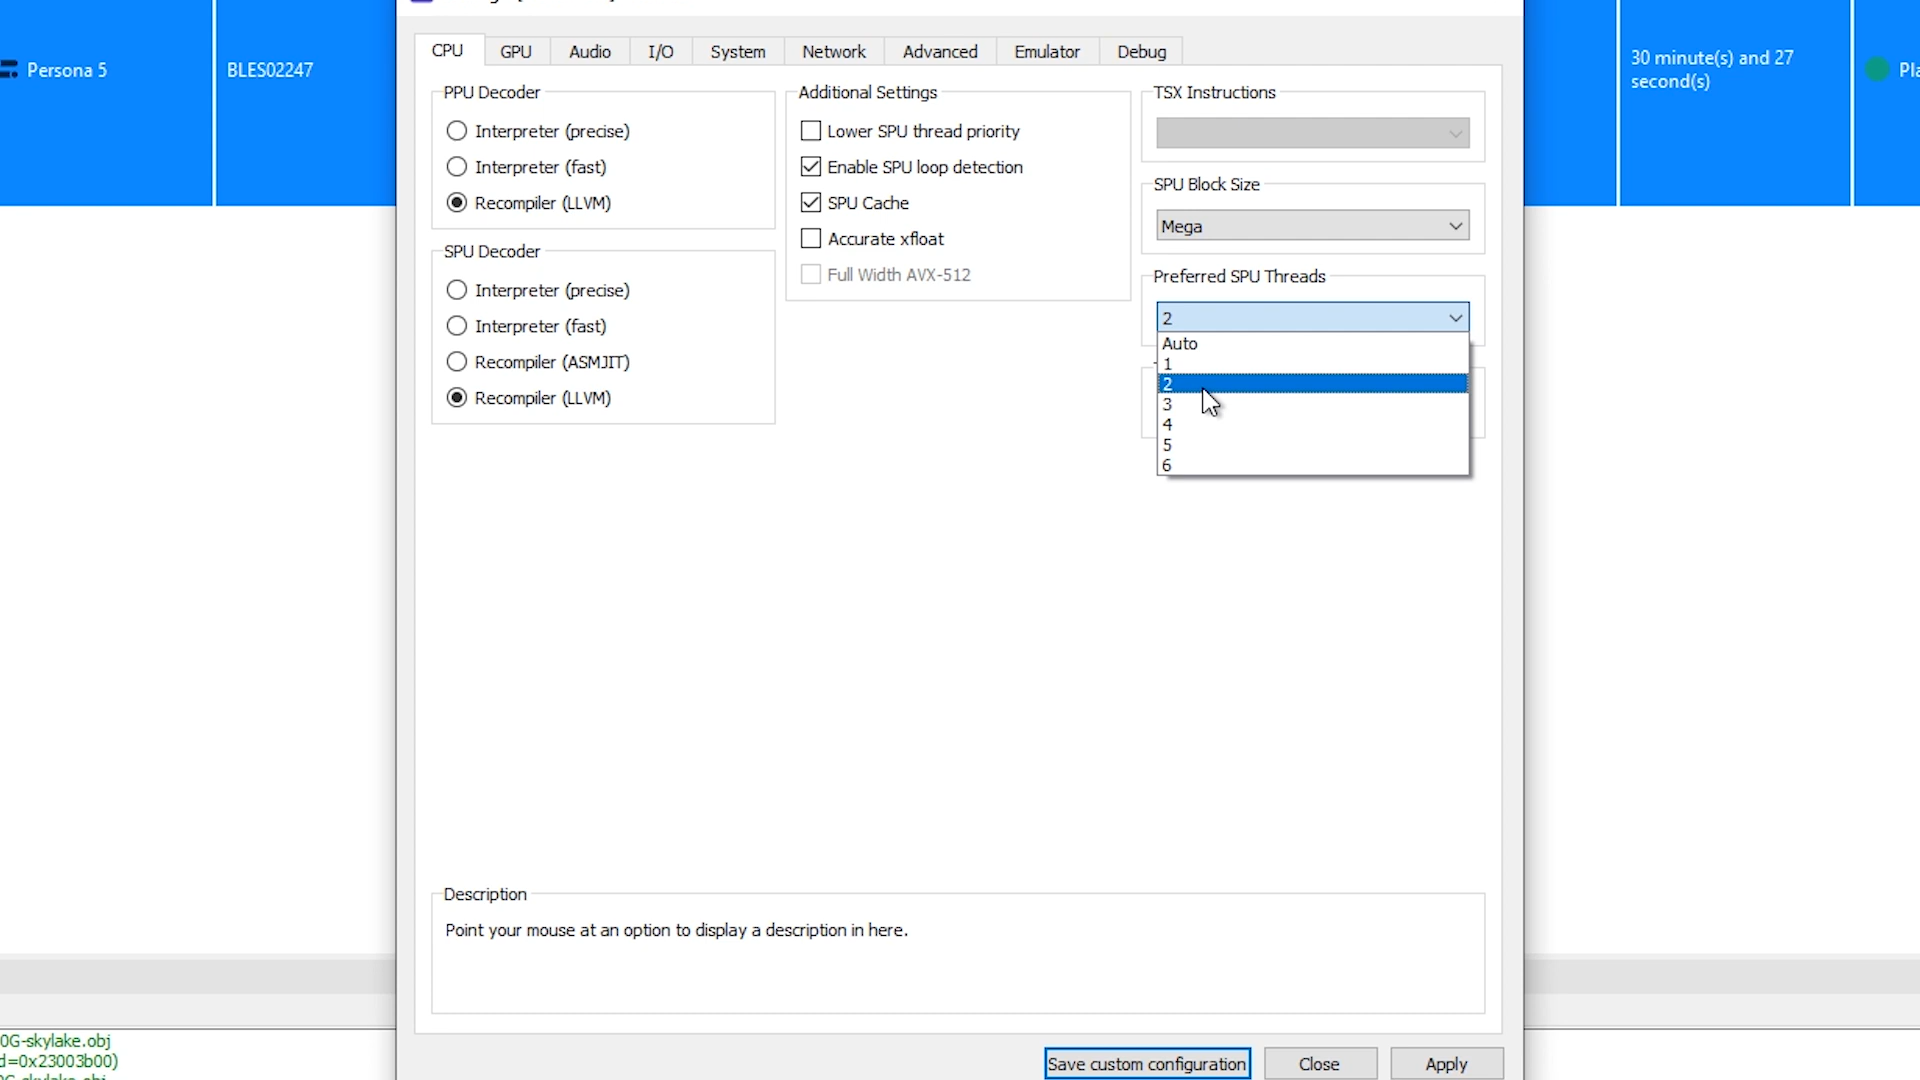 Persona 5
BLES02247
30 minute(s) and 27
second(s)
CPU
GPU
Audio
I/O
System
Network
Advanced
Emulator
Debug
PPU Decoder
Interpreter (precise)
Interpreter (fast)
Recompiler (LLVM)
SPU Decoder
Interpreter (precise)
Interpreter (fast)
Recompiler (ASMJIT)
Recompiler (LLVM)
Additional Settings
Lower SPU thread priority
Enable SPU loop detection
SPU Cache
Accurate xfloat
Full Width AVX-512
TSX Instructions
SPU Block Size
Mega
Preferred SPU Threads
2
Auto
1
2
3
4
5
6
Description
Point your mouse at an option to display a description in here.
0G-skylake.obj
d=0x23003b00)
Save custom configuration
Close
Apply